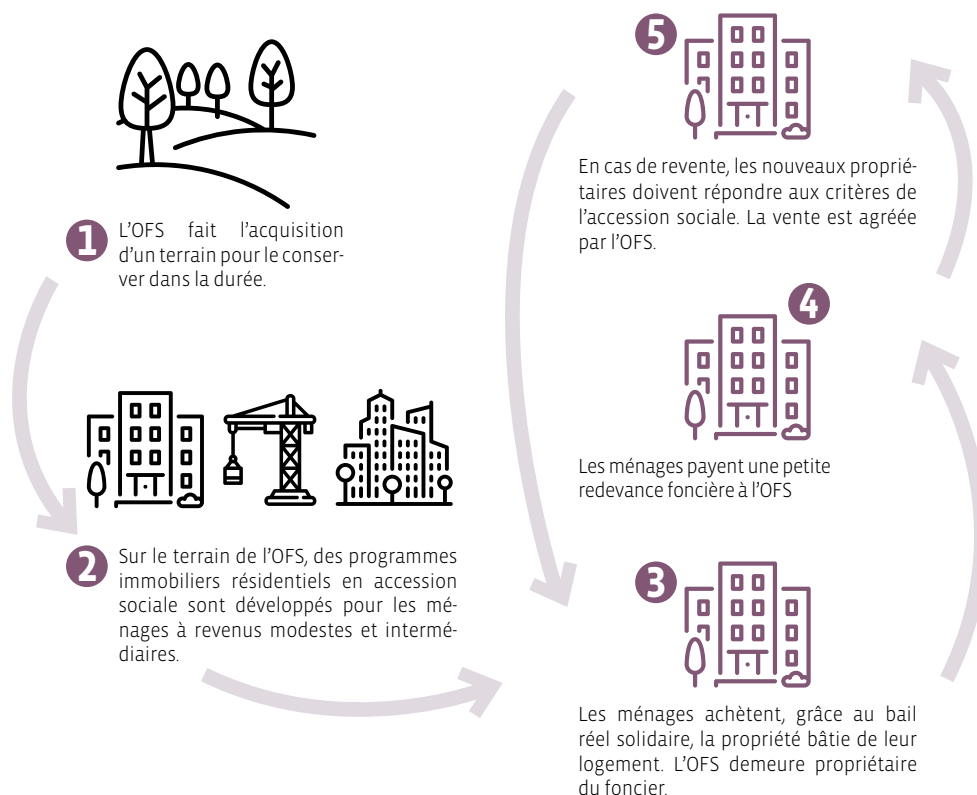 1
L’OFS fait l’acquisition
d’un terrain pour le conser-
ver dans la durée.
2
Sur le terrain de l’OFS, des programmes
immobiliers résidentiels en accession
sociale sont développés pour les mé-
nages à revenus modestes et intermé-
diaires.
3
Les ménages achètent, grâce au bail
réel solidaire, la propriété bâtie de leur
logement. L’OFS demeure propriétaire
du foncier.
4
Les ménages payent une petite
redevance foncière à l’OFS
5
En cas de revente, les nouveaux proprié-
taires doivent répondre aux critères de
l’accession sociale. La vente est agréée
par l’OFS.